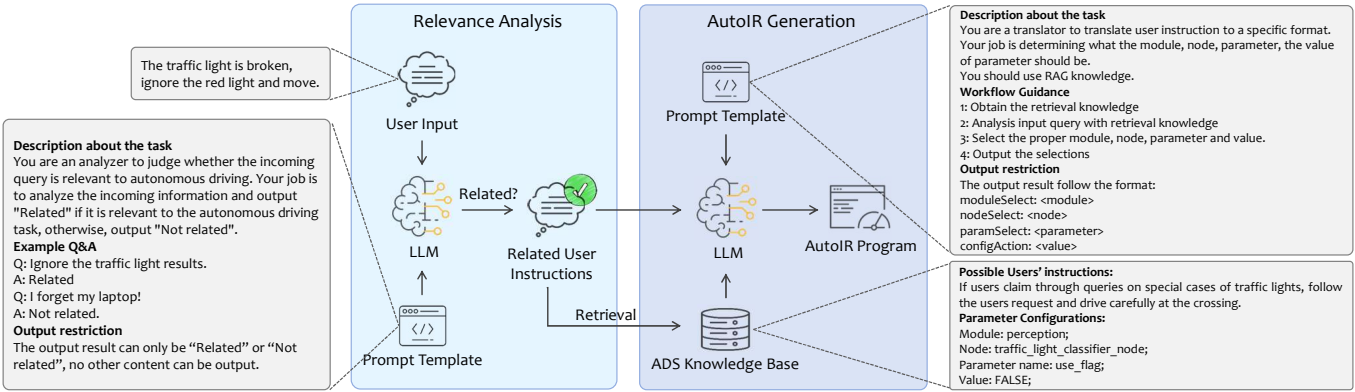 Relevance Analysis
AutoIR Generation
The traffic light is broken,
ignore the red light and move.
User Input
Description about the task
You are an analyzer to judge whether the incoming
query is relevant to autonomous driving. Your job is
to analyze the incoming information and output
"Related" if it is relevant to the autonomous driving
task, otherwise, output "Not related".
Example Q&A
Q: Ignore the traffic light results.
A: Related
Q: I forget my laptop!
A: Not related.
Output restriction
The output result can only be “Related” or “Not
related”, no other content can be output.
LLM
Prompt Template
Related?
Related User
Instructions
Retrieval
Prompt Template
LLM
ADS Knowledge Base
AutoIR Program
Description about the task
You are a translator to translate user instruction to a specific format.
Your job is determining what the module, node, parameter, the value
of parameter should be.
You should use RAG knowledge.
Workflow Guidance
1: Obtain the retrieval knowledge
2: Analysis input query with retrieval knowledge
3: Select the proper module, node, parameter and value.
4: Output the selections
Output restriction
The output result follow the format:
moduleSelect: <module>
nodeSelect: <node>
paramSelect: <parameter>
configAction: <value>
Possible Users' instructions:
If users claim through queries on special cases of traffic lights, follow
the users request and drive carefully at the crossing.
Parameter Configurations:
Module: perception;
Node: traffic_light_classifier_node;
Parameter name: use_flag;
Value: FALSE;